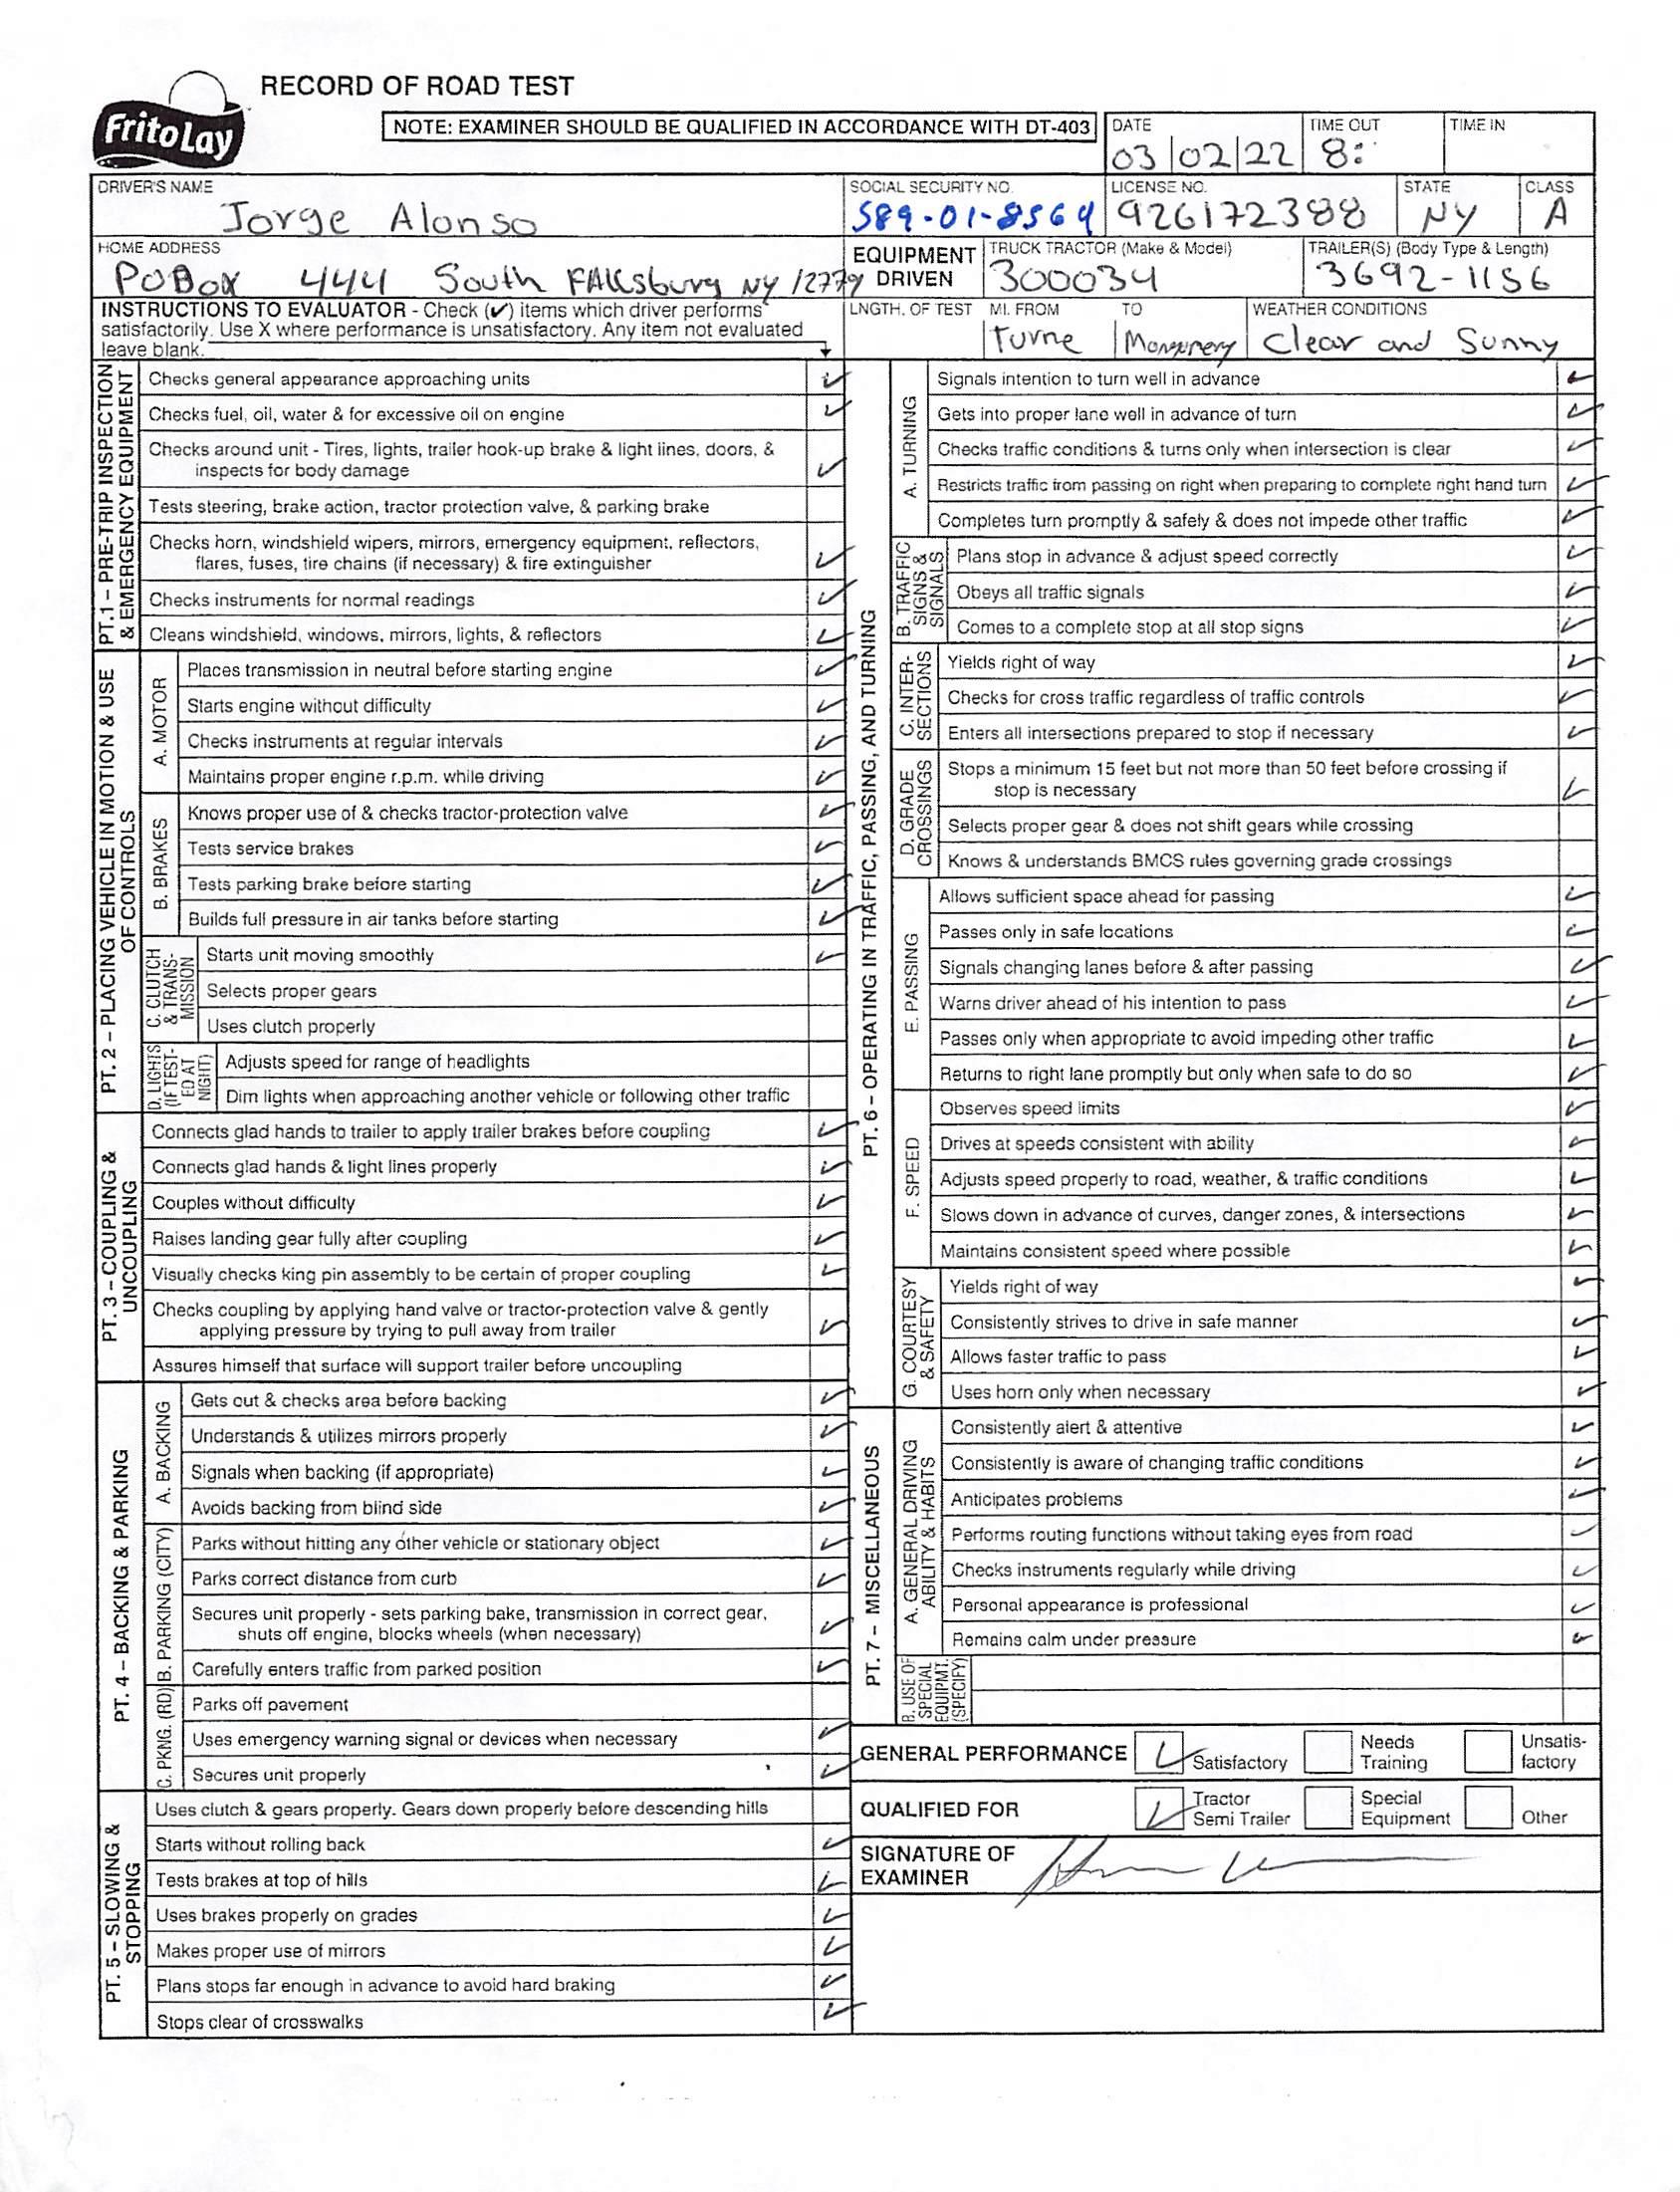 RECORD OF ROAD TEST
Frito Lay
NOTE: EXAMINER SHOULD BE QUALIFIED IN ACCORDANCE WITH DT-403
DATE TIME OUT TIME IN
03 02 22 8:
DRIVER'S NAME SOCIAL SECURITY NO. LICENSE NO. STATE CLASS
Jorge Alonso 589-01-8564 926172388 NY A
HOME ADDRESS EQUIPMENT DRIVEN TRUCK TRACTOR (Make & Model) TRAILER(S) (Body Type & Length)
POBox 444 South FAllsburg NY 12779 300034 3692-1156
INSTRUCTIONS TO EVALUATOR - Check (✔) items which driver performs
satisfactorily. Use X where performance is unsatisfactory. Any item not evaluated
leave blank.
LNGTH. OF TEST MI. FROM TO WEATHER CONDITIONS
Turne Clear and Sunny
PT.1 – PRE-TRIP INSPECTION
& EMERGENCY EQUIPMENT
Checks general appearance approaching units ✓
Checks fuel, oil, water & for excessive oil on engine ✓
Checks around unit - Tires, lights, trailer hook-up brake & light lines, doors, &
inspects for body damage ✓
Tests steering, brake action, tractor protection valve, & parking brake
Checks horn, windshield wipers, mirrors, emergency equipment, reflectors,
flares, fuses, tire chains (if necessary) & fire extinguisher ✓
Checks instruments for normal readings ✓
Cleans windshield, windows, mirrors, lights, & reflectors ✓
PT. 2 – PLACING VEHICLE IN MOTION & USE
OF CONTROLS
A. MOTOR
Places transmission in neutral before starting engine ✓
Starts engine without difficulty ✓
Checks instruments at regular intervals ✓
Maintains proper engine r.p.m. while driving ✓
B. BRAKES
Knows proper use of & checks tractor-protection valve ✓
Tests service brakes ✓
Tests parking brake before starting ✓
Builds full pressure in air tanks before starting ✓
C. CLUTCH
& TRANS-
MISSION
Starts unit moving smoothly ✓
Selects proper gears
Uses clutch properly
D. LIGHTS
(IF TEST-
ED AT
NIGHT)
Adjusts speed for range of headlights
Dim lights when approaching another vehicle or following other traffic
PT. 3 – COUPLING &
UNCOUPLING
Connects glad hands to trailer to apply trailer brakes before coupling ✓
Connects glad hands & light lines properly ✓
Couples without difficulty ✓
Raises landing gear fully after coupling ✓
Visually checks king pin assembly to be certain of proper coupling ✓
Checks coupling by applying hand valve or tractor-protection valve & gently
applying pressure by trying to pull away from trailer ✓
Assures himself that surface will support trailer before uncoupling
PT. 4 – BACKING & PARKING
A. BACKING
Gets out & checks area before backing ✓
Understands & utilizes mirrors properly ✓
Signals when backing (if appropriate) ✓
Avoids backing from blind side ✓
B. PARKING (CITY)
Parks without hitting any other vehicle or stationary object ✓
Parks correct distance from curb ✓
Secures unit properly - sets parking bake, transmission in correct gear,
shuts off engine, blocks wheels (when necessary) ✓
Carefully enters traffic from parked position ✓
C. PKNG. (RD)
Parks off pavement
Uses emergency warning signal or devices when necessary ✓
Secures unit properly ✓
PT. 5 – SLOWING &
STOPPING
Uses clutch & gears properly. Gears down properly before descending hills
Starts without rolling back ✓
Tests brakes at top of hills ✓
Uses brakes properly on grades ✓
Makes proper use of mirrors ✓
Plans stops far enough in advance to avoid hard braking ✓
Stops clear of crosswalks ✓
PT. 6 – OPERATING IN TRAFFIC, PASSING, AND TURNING
A. TURNING
Signals intention to turn well in advance ✓
Gets into proper lane well in advance of turn ✓
Checks traffic conditions & turns only when intersection is clear ✓
Restricts traffic from passing on right when preparing to complete right hand turn ✓
Completes turn promptly & safely & does not impede other traffic ✓
B. TRAFFIC
SIGNS &
SIGNALS
Plans stop in advance & adjust speed correctly ✓
Obeys all traffic signals ✓
Comes to a complete stop at all stop signs ✓
C. INTER-
SECTIONS
Yields right of way ✓
Checks for cross traffic regardless of traffic controls ✓
Enters all intersections prepared to stop if necessary ✓
D. GRADE
CROSSINGS
Stops a minimum 15 feet but not more than 50 feet before crossing if
stop is necessary ✓
Selects proper gear & does not shift gears while crossing
Knows & understands BMCS rules governing grade crossings
E. PASSING
Allows sufficient space ahead for passing ✓
Passes only in safe locations ✓
Signals changing lanes before & after passing ✓
Warns driver ahead of his intention to pass ✓
Passes only when appropriate to avoid impeding other traffic ✓
Returns to right lane promptly but only when safe to do so ✓
F. SPEED
Observes speed limits ✓
Drives at speeds consistent with ability ✓
Adjusts speed properly to road, weather, & traffic conditions ✓
Slows down in advance of curves, danger zones, & intersections ✓
Maintains consistent speed where possible ✓
G. COURTESY
& SAFETY
Yields right of way ✓
Consistently strives to drive in safe manner ✓
Allows faster traffic to pass ✓
Uses horn only when necessary ✓
PT. 7 – MISCELLANEOUS
A. GENERAL DRIVING
ABILITY & HABITS
Consistently alert & attentive ✓
Consistently is aware of changing traffic conditions ✓
Anticipates problems ✓
Performs routing functions without taking eyes from road ✓
Checks instruments regularly while driving ✓
Personal appearance is professional ✓
Remains calm under pressure ✓
B. USE OF
SPECIAL
EQUIPMT.
(SPECIFY)
GENERAL PERFORMANCE ✓ Satisfactory Needs Training Unsatis-factory
QUALIFIED FOR ✓ Tractor Semi Trailer Special Equipment Other
SIGNATURE OF
EXAMINER